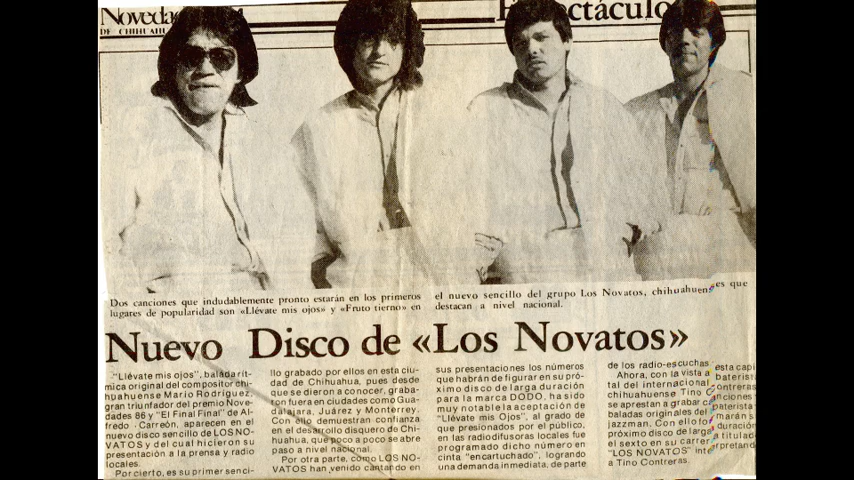 Noveda
DE CHIHUAH
Espectáculo
Dos canciones que indudablemente pronto estarán en los primeros
lugares de popularidad son «Llévate mis ojos» y «Fruto tierno» en
el nuevo sencillo del grupo Los Novatos, chihuahuenses que
destacan a nivel nacional.
Nuevo Disco de «Los Novatos»
"Llévate mis ojos", balada rít-
mica original del compositor chi-
huahuense Mario Rodríguez,
gran triunfador del premio Nove-
dades 86 y "El Final Final" de Al-
fredo Carreón, aparecen en el
nuevo disco sencillo de LOS NO-
VATOS y del cual hicieron su
presentación a la prensa y radio
locales.
Por cierto, es su primer senci-
llo grabado por ellos en esta ciu-
dad de Chihuahua, pues desde
que se dieron a conocer, graba-
ton fuera en ciudades como Gua-
dalajara, Juárez y Monterrey.
Con ello demuestran confianza
en el desarrollo disquero de Chi-
huahua, que poco a poco se abre
paso a nivel nacional.
Por otra parte, como LOS NO-
VATOS han venido cantando en
sus presentaciones los números
que habrán de figurar en su pró-
ximo disco de larga duración
para la marca DODO, ha sido
muy notable la aceptación de
"Llévate mis Ojos", al grado de
que presionados por el público,
en las radiodifusoras locales fue
programado dicho número en
cinta "encartuchado", logrando
una demanda inmediata, de parte
de los radio-escuchas
Ahora, con la vista a esta capi
tal del internacional baterist
chihuahuense Tino Contreras
se aprestan a grabar canciones
baladas originales del baterista
jazzman. Con ello
próximo disco de larga duración
el sexto en su carrer a titulad
"LOS NOVATOS" interpretand
a Tino Contreras.